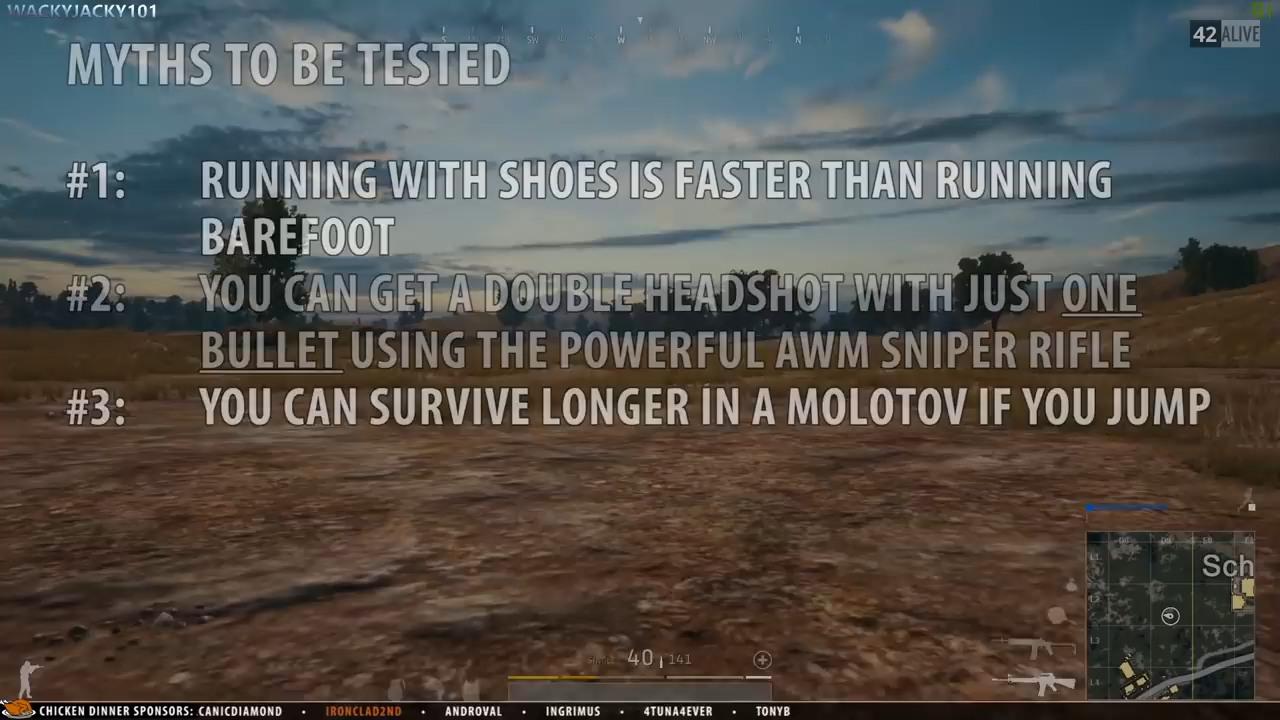 WACKYJACKY101
S SW W NW N
42 ALIVE
MYTHS TO BE TESTED
#1: RUNNING WITH SHOES IS FASTER THAN RUNNING
BAREFOOT
#2: YOU CAN GET A DOUBLE HEADSHOT WITH JUST ONE
BULLET USING THE POWERFUL AWM SNIPER RIFLE
#3: YOU CAN SURVIVE LONGER IN A MOLOTOV IF YOU JUMP
Sch
40 | 141
CHICKEN DINNER SPONSORS: CANICDIAMOND • IRONCLAD2ND • ANDROVAL • INGRIMUS • 4TUNA4EVER • TONYB